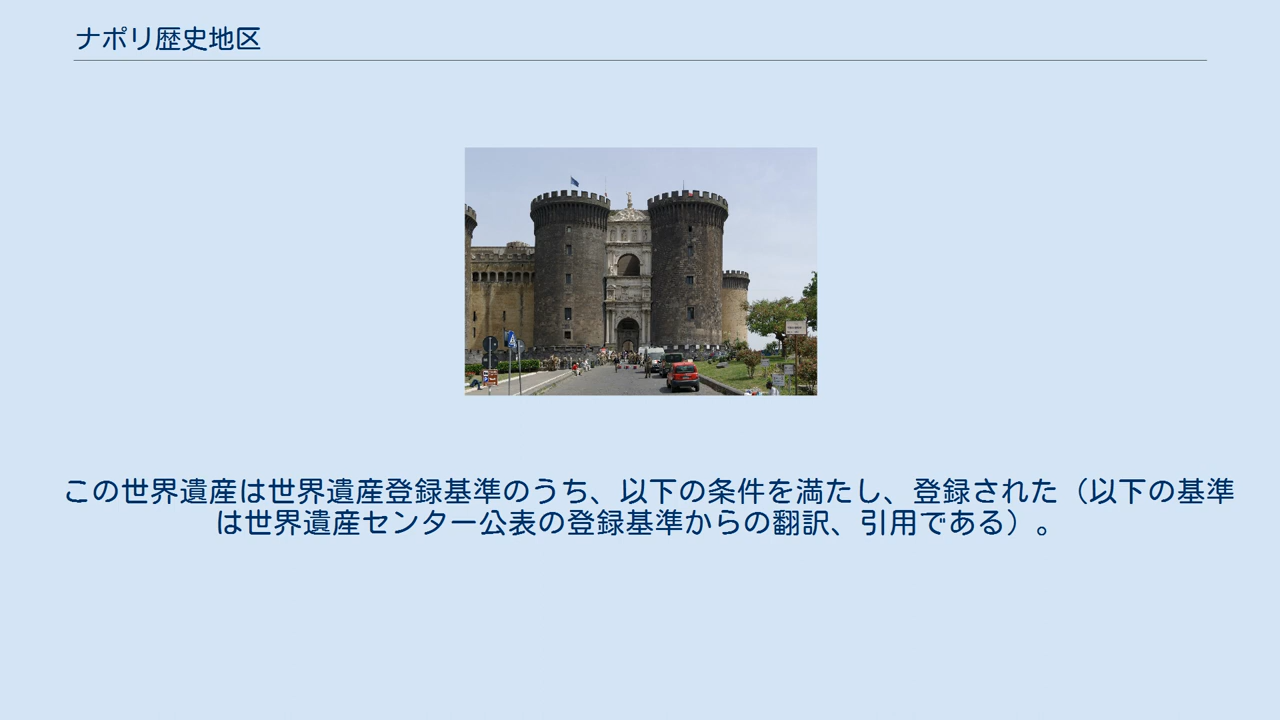 ナポリ歴史地区
この世界遺産は世界遺産登録基準のうち、以下の条件を満たし、登録された（以下の基準
は世界遺産センター公表の登録基準からの翻訳、引用である）。